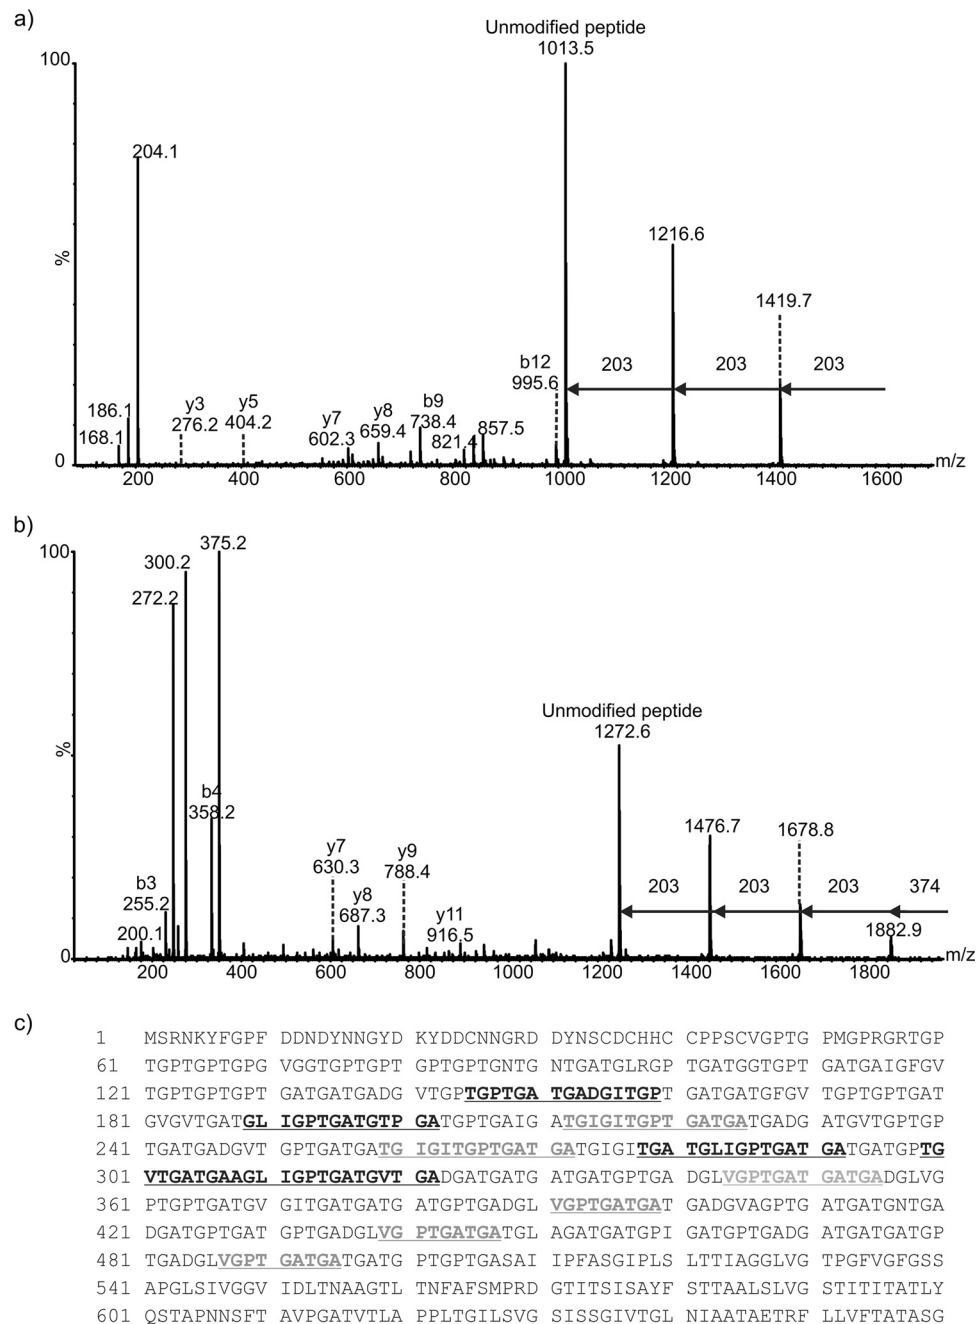 a)
Unmodified peptide
1013.5
100
204.1
1216.6
%
1419.7
b12
995.6
203
203
203
186.1
168.1
y3
276.2
y5
404.2
y7
602.3
y8
659.4
b9
738.4
821.4
857.5
0
200 400 600 800 1000 1200 1400 1600
m/z
b)
375.2
100
300.2
272.2
Unmodified peptide
1272.6
%
b4
358.2
1476.7
1678.8
y9
788.4
y7
630.3
203
203
203
374
b3
255.2
y8
687.3
y11
916.5
200.1
1882.9
0
200 400 600 800 1000 1200 1400 1600 1800
m/z
c)
1 MSRNKYFGPF DDNDYNNGYD KYDDCNNGRD DYNSCDCHHC CPPSCVGPTG PMGPRGRTGP
61 TGPTGPTGPG VGGTGPTGPT GPTGPTGNTG NTGATGLRGP TGATGGTGPT GATGAIGFGV
121 TGPTGPTGPT GATGATGADG VTGPTGPTGA TGADGITGPT GATGATGFGV TGPTGPTGAT
181 GVGVTGATGL IGPTGATGTP GATGPTGAIG ATGIGITGPT GATGATGADG ATGVTGPTGP
241 TGATGADGVT GPTGATGATG IGITGPTGAT GATGIGITGA TGLIGPTGAT GATGATGPTG
301 VTGATGAAGL IGPTGATGVT GADGATGATG ATGATGPTGA DGLVGPTGAT GATGADGLVG
361 PTGPTGATGV GITGATGATG ATGPTGADGL VGPTGATGAT GADGVAGPTG ATGATGNTGA
421 DGATGPTGAT GPTGADGLVG PTGATGATGL AGATGATGPI GATGPTGADG ATGATGATGP
481 TGADGLVGPT GATGATGATG PTGPTGASAI IPFASGIPLS LTTIAGGLVG TPGFVGFGSS
541 APGLSIVGGV IDLTNAAGTL TNFAFSMPRD GTITSISAYF STTAALSLVG STITITATLY
601 QSTAPNNSFT AVPGATVTLA PPLTGILSVG SISSGIVTGL NIAATAETRF LLVFTATASG